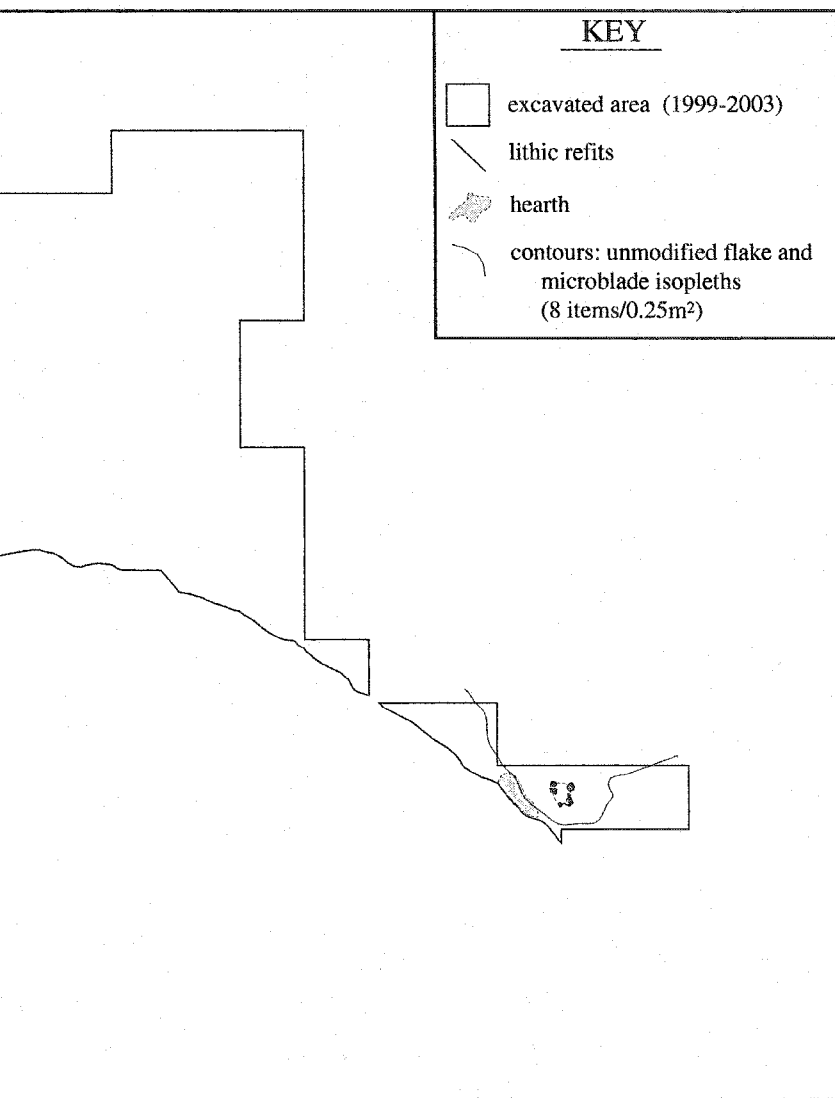 KEY
excavated area (1999-2003)
lithic refits
hearth
contours: unmodified flake and
microblade isopleths
(8 items/0.25m²)